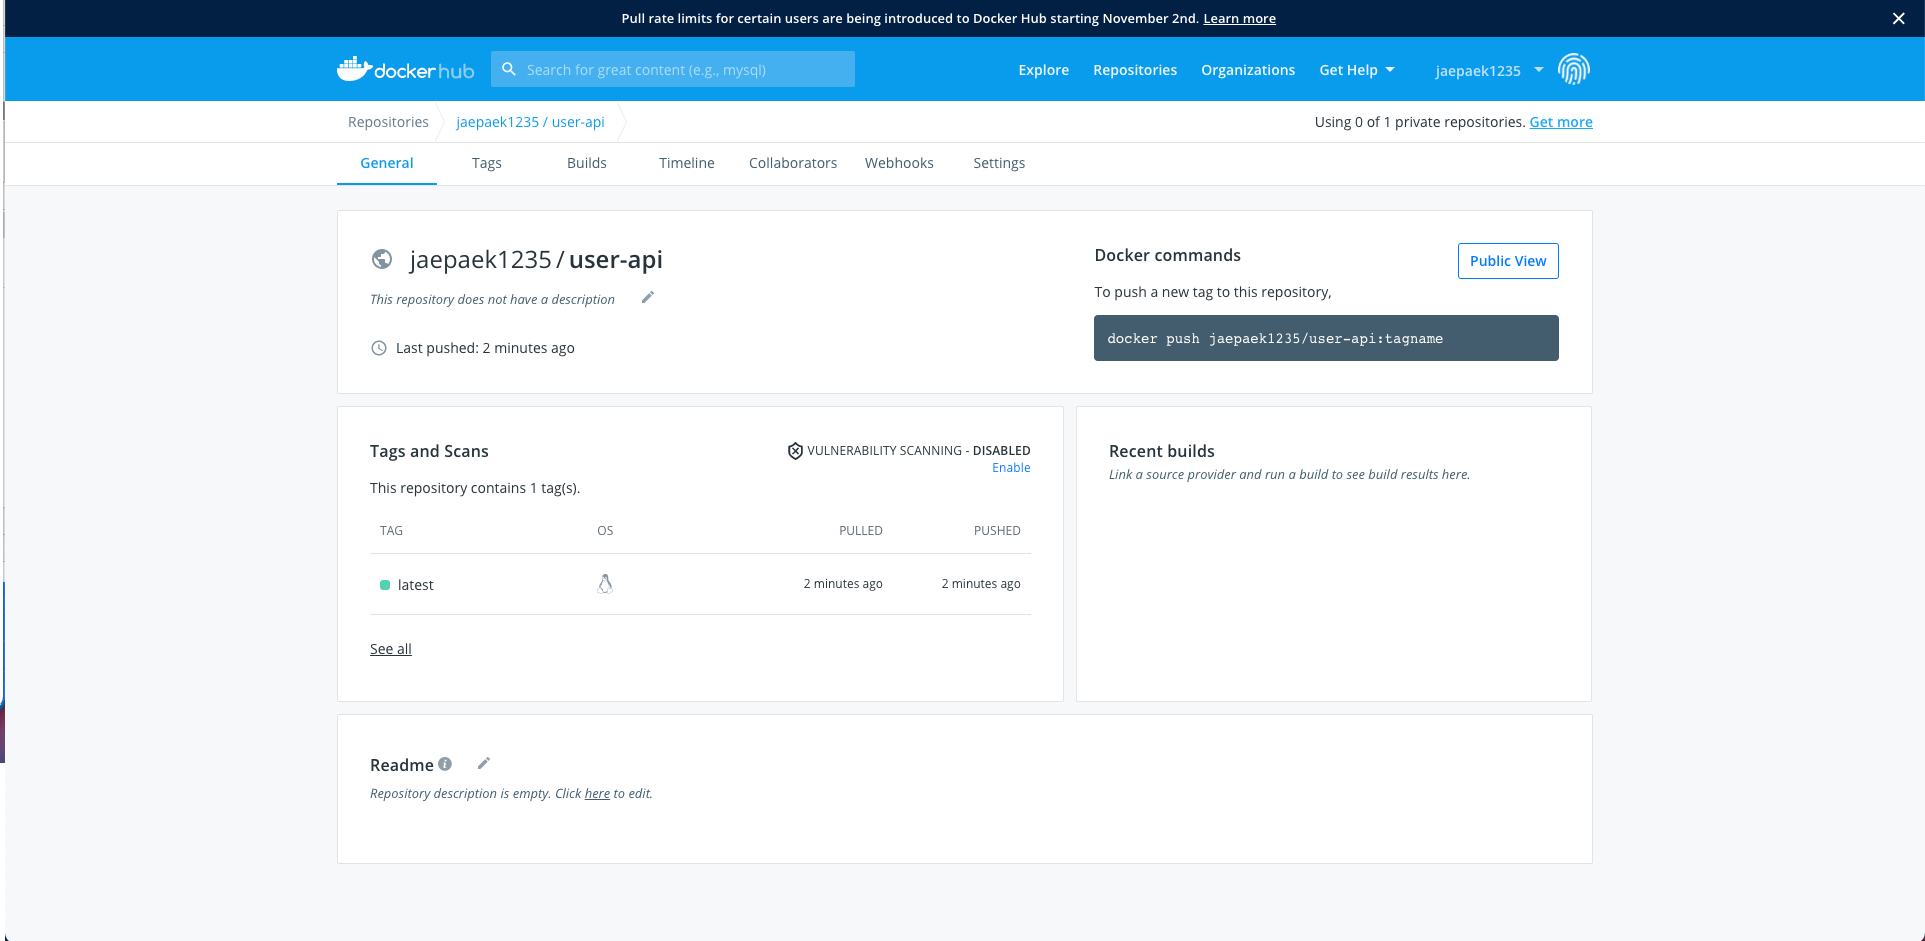 Pull rate limits for certain users are being introduced to Docker Hub starting November 2nd. Learn more
dockerhub
Search for great content (e.g., mysql)
Explore
Repositories
Organizations
Get Help
jaepaek1235
Repositories
jaepaek1235 / user-api
Using 0 of 1 private repositories. Get more
General
Tags
Builds
Timeline
Collaborators
Webhooks
Settings
jaepaek1235 / user-api
This repository does not have a description
Last pushed: 2 minutes ago
Docker commands
Public View
To push a new tag to this repository,
docker push jaepaek1235/user-api:tagname
Tags and Scans
VULNERABILITY SCANNING - DISABLED
Enable
This repository contains 1 tag(s).
TAG
OS
PULLED
PUSHED
latest
2 minutes ago
2 minutes ago
See all
Recent builds
Link a source provider and run a build to see build results here.
Readme
Repository description is empty. Click here to edit.